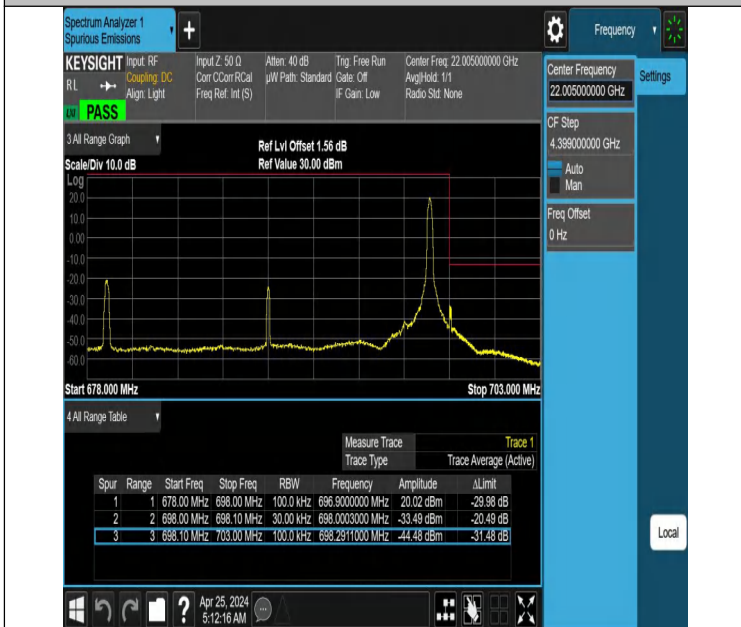 Spectrum Analyzer 1
Spurious Emissions
+
Frequency
KEYSIGHT Input: RF Input Z: 50 Ω Atten: 40 dB Trig: Free Run Center Freq: 22.005000000 GHz
RL Coupling: DC Corr CCorr RCal µW Path: Standard Gate: Off Avg|Hold: 1/1
Align: Light Freq Ref: Int (S) IF Gain: Low Radio Std: None
PASS
Center Frequency
22.005000000 GHz
Settings
CF Step
4.399000000 GHz
Auto
Man
Freq Offset
0 Hz
3 All Range Graph
Ref Lvl Offset 1.56 dB
Scale/Div 10.0 dB Ref Value 30.00 dBm
Log
20.0
10.0
0.00
-10.0
-20.0
-30.0
-40.0
-50.0
-60.0
Start 678.000 MHz Stop 703.000 MHz
4 All Range Table
Measure Trace Trace 1
Trace Type Trace Average (Active)
Spur Range Start Freq Stop Freq RBW Frequency Amplitude ΔLimit
1 1 678.00 MHz 698.00 MHz 100.0 kHz 696.9000000 MHz 20.02 dBm -29.98 dB
2 2 698.00 MHz 698.10 MHz 30.00 kHz 698.0003000 MHz -33.49 dBm -20.49 dB
3 3 698.10 MHz 703.00 MHz 100.0 kHz 698.2911000 MHz -44.48 dBm -31.48 dB
Local
? Apr 25, 2024
5:12:16 AM